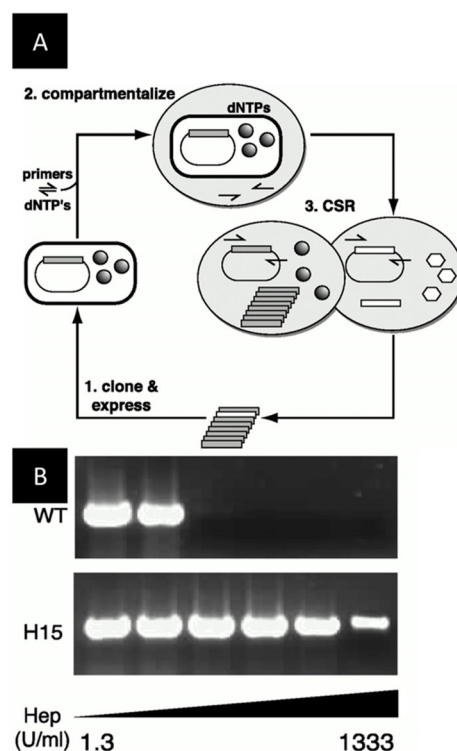 A
2. compartmentalize
dNTPs
primers
dNTP's
3. CSR
1. clone &
express
B
WT
H15
Hep
(U/ml) 1.3 1333